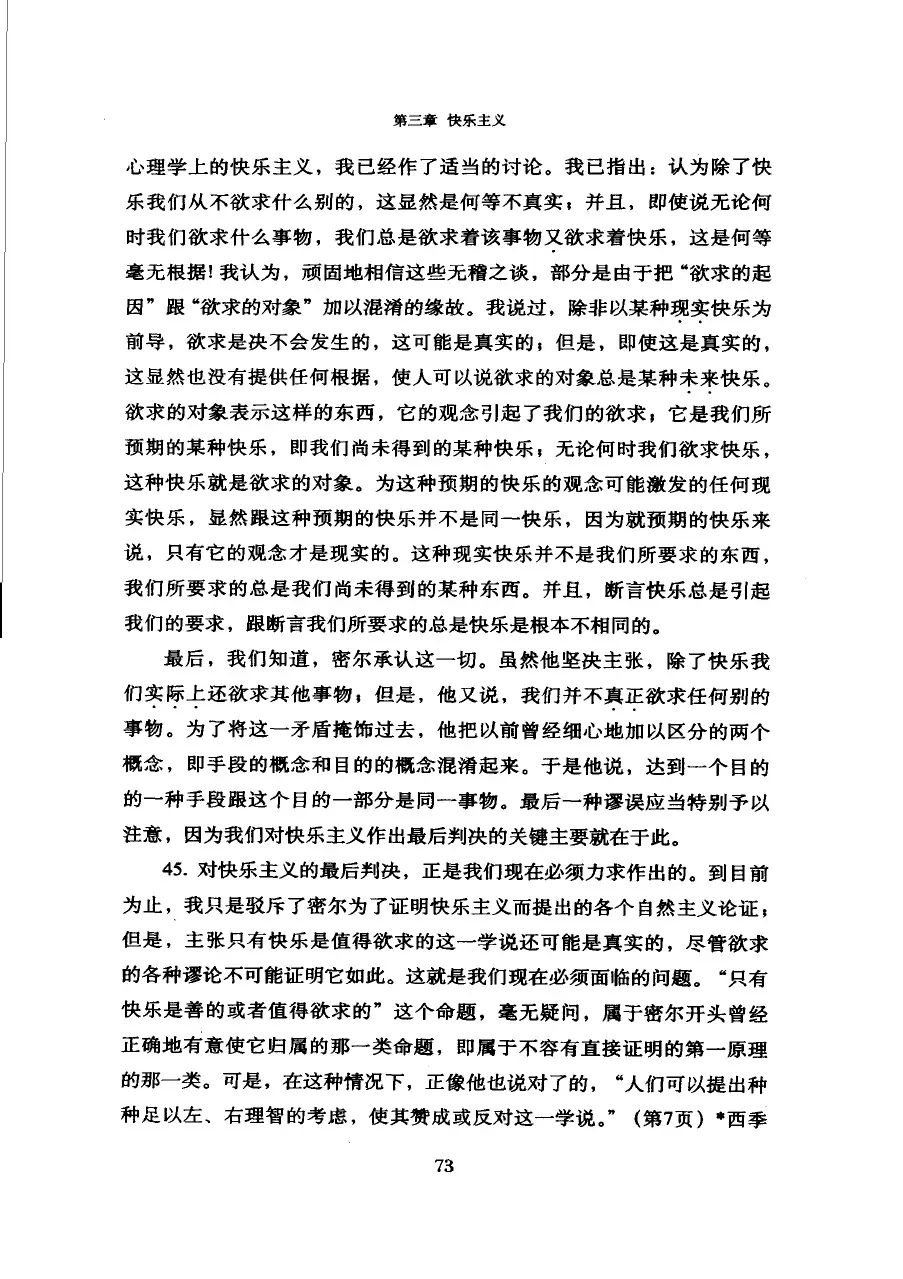 第三章 快乐主义
心理学上的快乐主义，我已经作了适当的讨论。我已指出：认为除了快
乐我们从不欲求什么别的，这显然是何等不真实；并且，即使说无论何
时我们欲求什么事物，我们总是欲求着该事物又欲求着快乐，这是何等
毫无根据！我认为，顽固地相信这些无稽之谈，部分是由于把“欲求的起
因”跟“欲求的对象”加以混淆的缘故。我说过，除非以某种现实快乐为
前导，欲求是决不会发生的，这可能是真实的；但是，即使这是真实的，
这显然也没有提供任何根据，使人可以说欲求的对象总是某种未来快乐。
欲求的对象表示这样的东西，它的观念引起了我们的欲求；它是我们所
预期的某种快乐，即我们尚未得到的某种快乐；无论何时我们欲求快乐，
这种快乐就是欲求的对象。为这种预期的快乐的观念可能激发的任何现
实快乐，显然跟这种预期的快乐并不是同一快乐，因为就预期的快乐来
说，只有它的观念才是现实的。这种现实快乐并不是我们所要求的东西，
我们所要求的总是我们尚未得到的某种东西。并且，断言快乐总是引起
我们的要求，跟断言我们所要求的总是快乐是根本不相同的。
最后，我们知道，密尔承认这一切。虽然他坚决主张，除了快乐我
们实际上还欲求其他事物；但是，他又说，我们并不真正欲求任何别的
事物。为了将这一矛盾掩饰过去，他把以前曾经细心地加以区分的两个
概念，即手段的概念和目的的概念混淆起来。于是他说，达到一个目的
的一种手段跟这个目的一部分是同一事物。最后一种谬误应当特别予以
注意，因为我们对快乐主义作出最后判决的关键主要就在于此。
45. 对快乐主义的最后判决，正是我们现在必须力求作出的。到目前
为止，我只是驳斥了密尔为了证明快乐主义而提出的各个自然主义论证；
但是，主张只有快乐是值得欲求的这一学说还可能是真实的，尽管欲求
的各种谬论不可能证明它如此。这就是我们现在必须面临的问题。“只有
快乐是善的或者值得欲求的”这个命题，毫无疑问，属于密尔开头曾经
正确地有意使它归属的那一类命题，即属于不容有直接证明的第一原理
的那一类。可是，在这种情况下，正像他也说对了的，“人们可以提出种
种足以左、右理智的考虑，使其赞成或反对这一学说。”（第7页）*西季
73